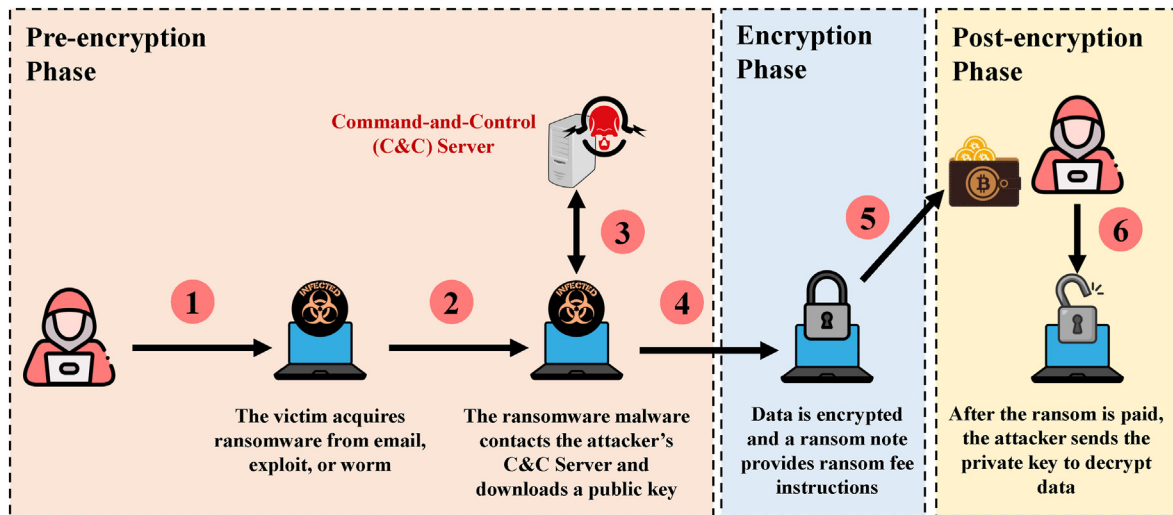 Pre-encryption
Phase
Command-and-Control
(C&C) Server
1
INFECTED
2
3
INFECTED
4
The victim acquires
ransomware from email,
exploit, or worm
The ransomware malware
contacts the attacker's
C&C Server and
downloads a public key
Encryption
Phase
5
Data is encrypted
and a ransom note
provides ransom fee
instructions
Post-encryption
Phase
6
After the ransom is paid,
the attacker sends the
private key to decrypt
data